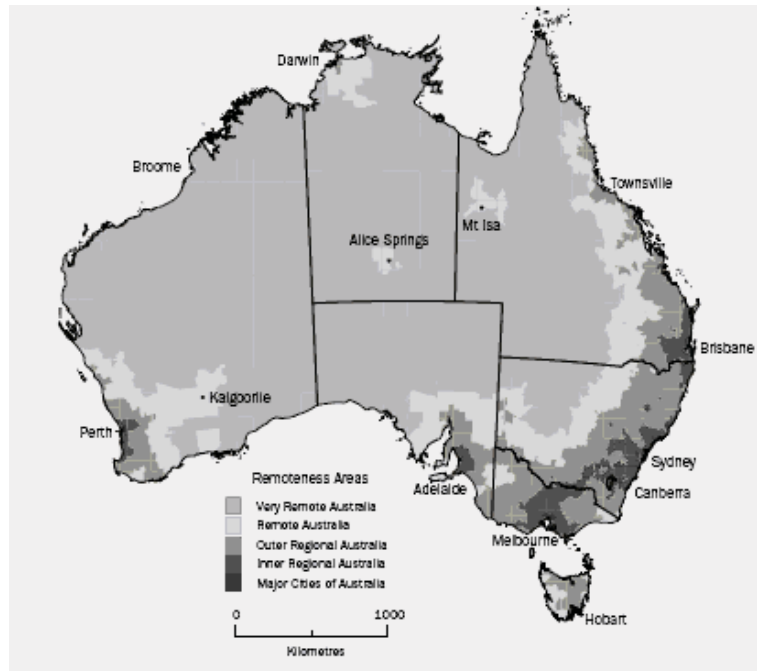 Darwin
Broome
Townsville
Mt Isa
Alice Springs
Brisbane
Kalgoorlie
Perth
Sydney
Adelaide
Canberra
Melbourne
Hobart
Remoteness Areas
Very Remote Australia
Remote Australia
Outer Regional Australia
Inner Regional Australia
Major Cities of Australia
0 1000
Kilometres